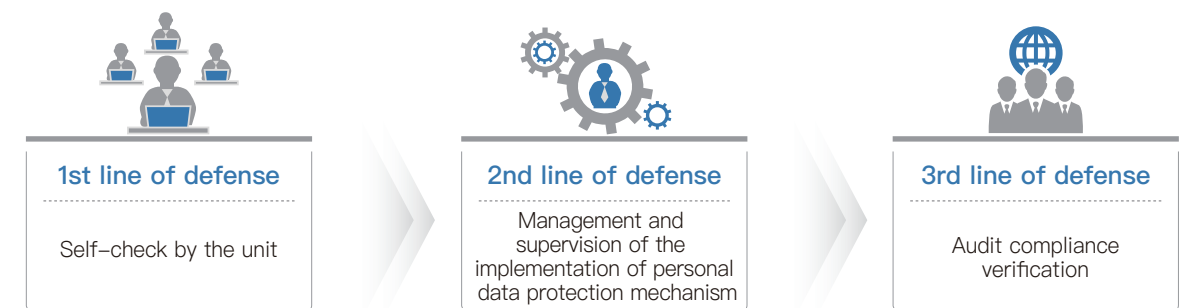 1st line of defense
Self-check by the unit
2nd line of defense
Management and
supervision of the
implementation of personal
data protection mechanism
3rd line of defense
Audit compliance
verification